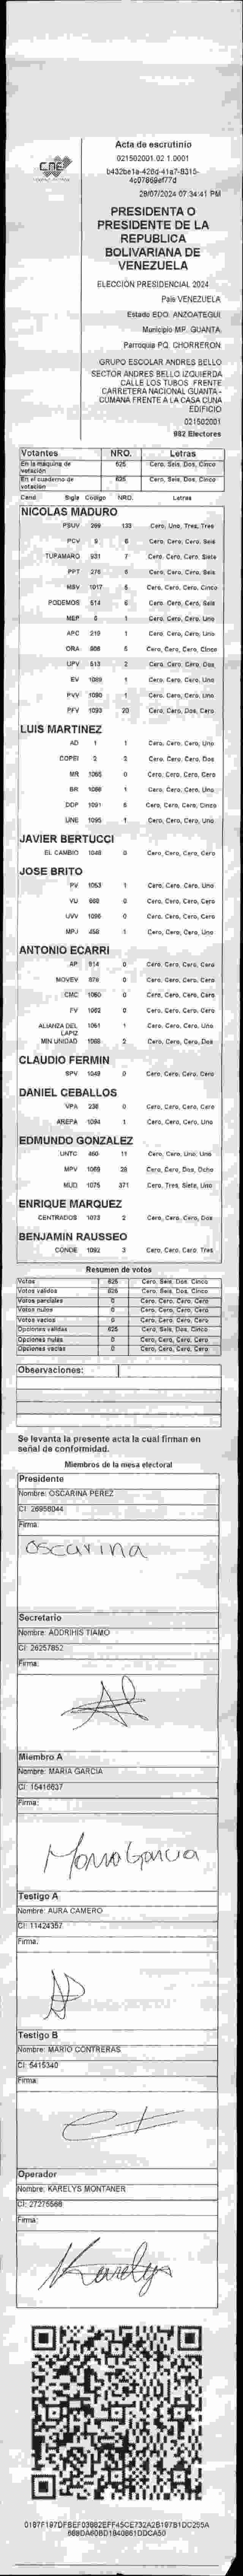 CNE
Acta de escrutinio
021502001.02.1.0001
b432be1a-428d-41a7-8315-
4c07869ef77d
28/07/2024 07:34:41 PM
PRESIDENTA O
PRESIDENTE DE LA
REPUBLICA
BOLIVARIANA DE
VENEZUELA
ELECCIÓN PRESIDENCIAL 2024
País VENEZUELA
Estado EDO. ANZOATEGUI
Municipio MP. GUANTA
Parroquia PQ. CHORRERON
GRUPO ESCOLAR ANDRES BELLO
SECTOR ANDRES BELLO IZQUIERDA
CALLE LOS TUBOS. FRENTE
CARRETERA NACIONAL GUANTA -
CUMANA FRENTE A LA CASA CUNA
EDIFICIO
021502001
982 Electores
Votantes NRO. Letras
En la máquina de votación 625 Cero, Seis, Dos, Cinco
En el cuaderno de votación 625 Cero, Seis, Dos, Cinco
Cand Sigla Código NRO. Letras
NICOLAS MADURO
PSUV 299 133 Cero, Uno, Tres, Tres
PCV 9 6 Cero, Cero, Cero, Seis
TUPAMARO 931 7 Cero, Cero, Cero, Siete
PPT 276 6 Cero, Cero, Cero, Seis
MSV 1017 5 Cero, Cero, Cero, Cinco
PODEMOS 514 6 Cero, Cero, Cero, Seis
MEP 6 1 Cero, Cero, Cero, Uno
APC 219 1 Cero, Cero, Cero, Uno
ORA 806 5 Cero, Cero, Cero, Cinco
UPV 513 2 Cero, Cero, Cero, Dos
EV 1089 1 Cero, Cero, Cero, Uno
PVV 1090 1 Cero, Cero, Cero, Uno
PFV 1093 20 Cero, Cero, Dos, Cero
LUIS MARTINEZ
AD 1 1 Cero, Cero, Cero, Uno
COPEI 2 2 Cero, Cero, Cero, Dos
MR 1065 0 Cero, Cero, Cero, Cero
BR 1088 1 Cero, Cero, Cero, Uno
DDP 1091 5 Cero, Cero, Cero, Cinco
UNE 1095 1 Cero, Cero, Cero, Uno
JAVIER BERTUCCI
EL CAMBIO 1048 0 Cero, Cero, Cero, Cero
JOSE BRITO
PV 1053 1 Cero, Cero, Cero, Uno
VU 660 0 Cero, Cero, Cero, Cero
UVV 1096 0 Cero, Cero, Cero, Cero
MPJ 458 1 Cero, Cero, Cero, Uno
ANTONIO ECARRI
AP 914 0 Cero, Cero, Cero, Cero
MOVEV 979 0 Cero, Cero, Cero, Cero
CMC 1060 0 Cero, Cero, Cero, Cero
FV 1062 0 Cero, Cero, Cero, Cero
ALIANZA DEL LAPIZ 1061 1 Cero, Cero, Cero, Uno
MIN UNIDAD 1068 2 Cero, Cero, Cero, Dos
CLAUDIO FERMIN
SPV 1049 0 Cero, Cero, Cero, Cero
DANIEL CEBALLOS
VPA 236 0 Cero, Cero, Cero, Cero
AREPA 1094 1 Cero, Cero, Cero, Uno
EDMUNDO GONZALEZ
UNTC 460 11 Cero, Cero, Uno, Uno
MPV 1069 28 Cero, Cero, Dos, Ocho
MUD 1075 371 Cero, Tres, Siete, Uno
ENRIQUE MARQUEZ
CENTRADOS 1073 2 Cero, Cero, Cero, Dos
BENJAMIN RAUSSEO
CONDE 1092 3 Cero, Cero, Cero, Tres
Resumen de votos
Votos 625 Cero, Seis, Dos, Cinco
Votos válidos 625 Cero, Seis, Dos, Cinco
Votos parciales 0 Cero, Cero, Cero, Cero
Votos nulos 0 Cero, Cero, Cero, Cero
Votos vacíos 0 Cero, Cero, Cero, Cero
Opciones válidas 625 Cero, Seis, Dos, Cinco
Opciones nulas 0 Cero, Cero, Cero, Cero
Opciones vacías 0 Cero, Cero, Cero, Cero
Observaciones:
Se levanta la presente acta la cual firman en
señal de conformidad.
Miembros de la mesa electoral
Presidente
Nombre: OSCARINA PEREZ
CI: 26956044
Firma:
Oscarina
Secretario
Nombre: ADDRIHIS TIAMO
CI: 26257852
Firma:
Miembro A
Nombre: MARIA GARCIA
CI: 15416637
Firma:
Maria Garcia
Testigo A
Nombre: AURA CAMERO
CI: 11424357
Firma:
Testigo B
Nombre: MARIO CONTRERAS
CI: 5415340
Firma:
Operador
Nombre: KARELYS MONTANER
CI: 27275568
Firma:
Karelys